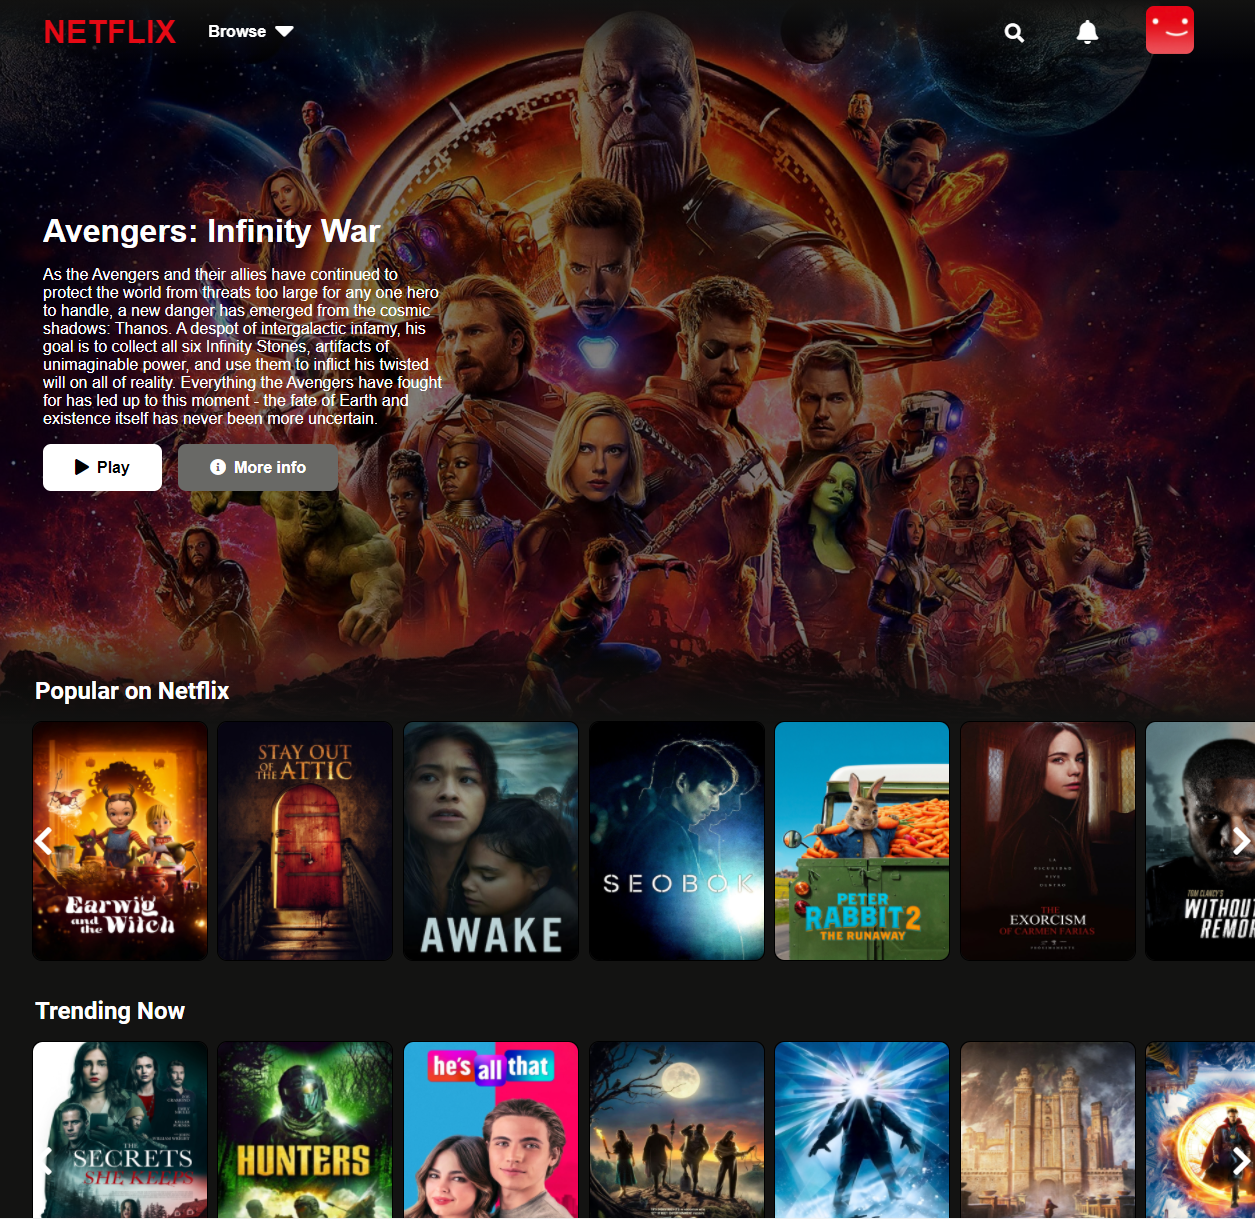 NETFLIX
Browse
Avengers: Infinity War
As the Avengers and their allies have continued to
protect the world from threats too large for any one hero
to handle, a new danger has emerged from the cosmic
shadows: Thanos. A despot of intergalactic infamy, his
goal is to collect all six Infinity Stones, artifacts of
unimaginable power, and use them to inflict his twisted
will on all of reality. Everything the Avengers have fought
for has led up to this moment - the fate of Earth and
existence itself has never been more uncertain.
Play
More info
Popular on Netflix
Earwig
and the Witch
STAY OUT
OF THE ATTIC
AWAKE
SEOBOK
PETER
RABBIT 2
THE RUNAWAY
THE
EXORCISM
OF CARMEN FARIAS
PROXIMAMENTE
TOM CLANCY'S
WITHOUT
REMOR
Trending Now
THE
SECRETS
SHE KEEPS
HUNTERS
he's all that